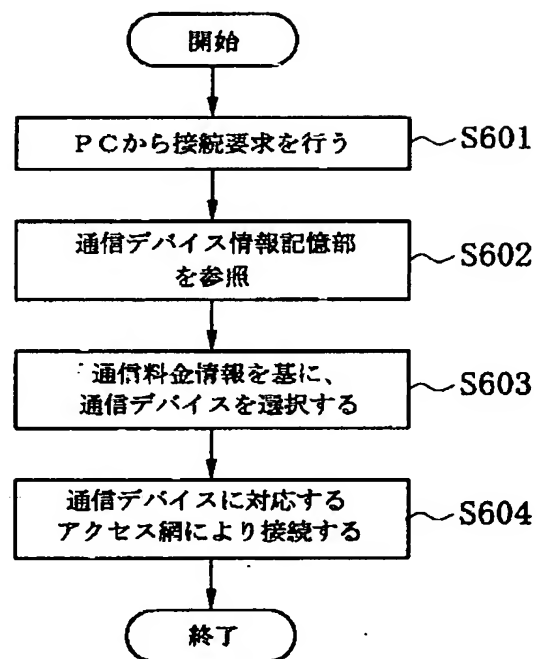 開始
PCから接続要求を行う
S601
通信デバイス情報記憶部
を参照
S602
通信料金情報を基に、
通信デバイスを選択する
S603
通信デバイスに対応する
アクセス網により接続する
S604
終了